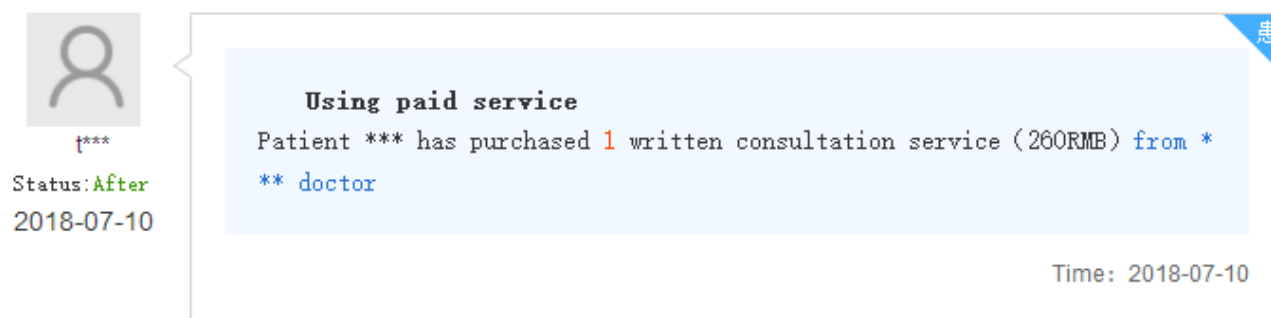 患
Using paid service
Patient *** has purchased 1 written consultation service (260RMB) from *
** doctor
t***
Status:After
2018-07-10
Time: 2018-07-10